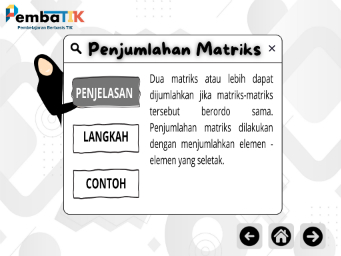 PembaTIK
Pembelajaran Berbasis TIK
Penjumlahan Matriks
PENJELASAN
LANGKAH
CONTOH
Dua matriks atau lebih dapat
dijumlahkan jika matriks-matriks
tersebut berordo sama.
Penjumlahan matriks dilakukan
dengan menjumlahkan elemen -
elemen yang seletak.